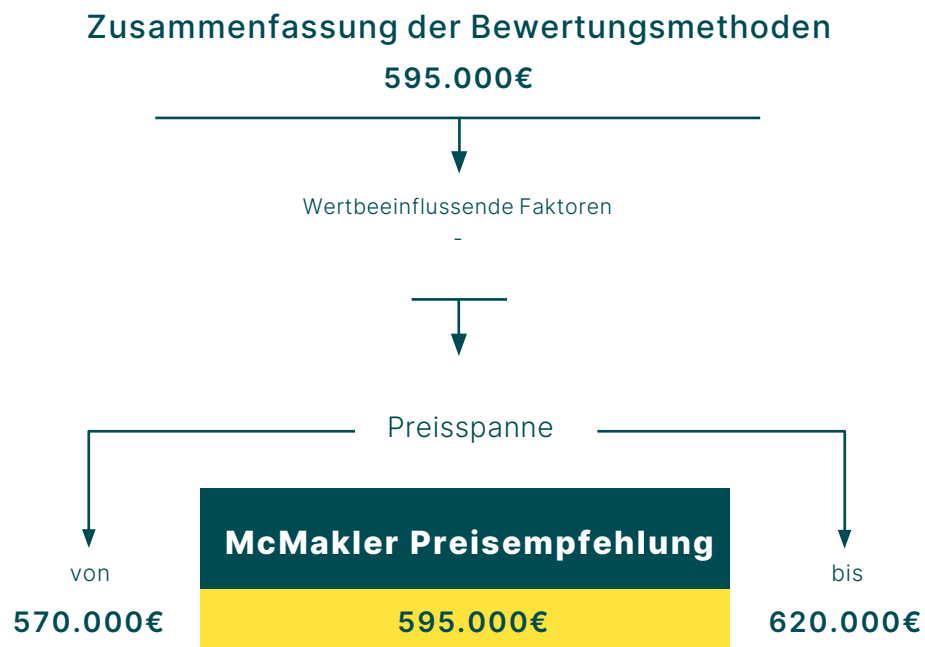 Zusammenfassung der Bewertungsmethoden
595.000€
Wertbeeinflussende Faktoren
-
Preisspanne
McMakler Preisempfehlung
von
bis
570.000€
595.000€
620.000€